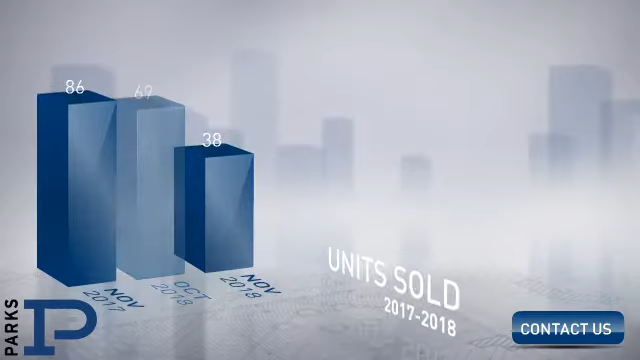 86
69
38
NOV
2017
OCT
2018
NOV
2018
UNITS SOLD
2017-2018
PARKS
P
CONTACT US